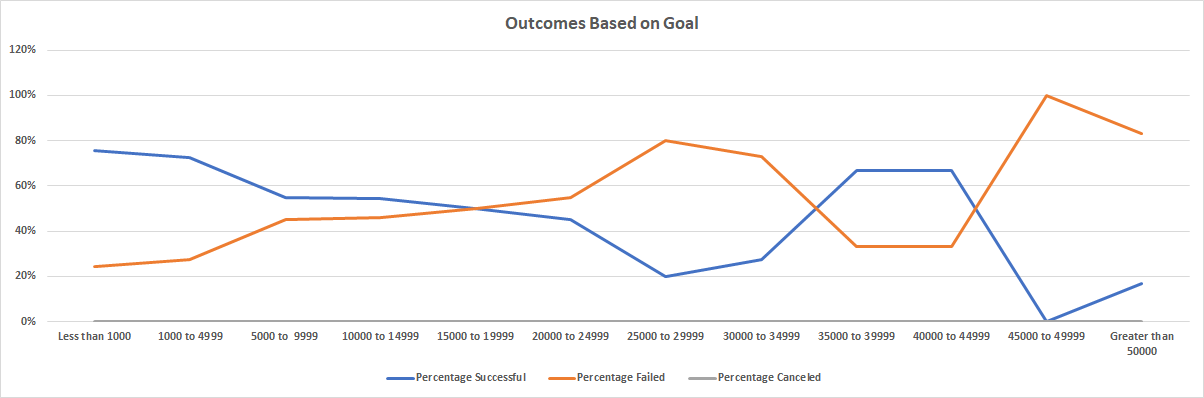 Outcomes Based on Goal
120%
100%
80%
60%
40%
20%
0%
Less than 1000
1000 to 4999
5000 to 9999
10000 to 14999
15000 to 19999
20000 to 24999
25000 to 29999
30000 to 34999
35000 to 39999
40000 to 44999
45000 to 49999
Greater than
50000
Percentage Successful
Percentage Failed
Percentage Canceled